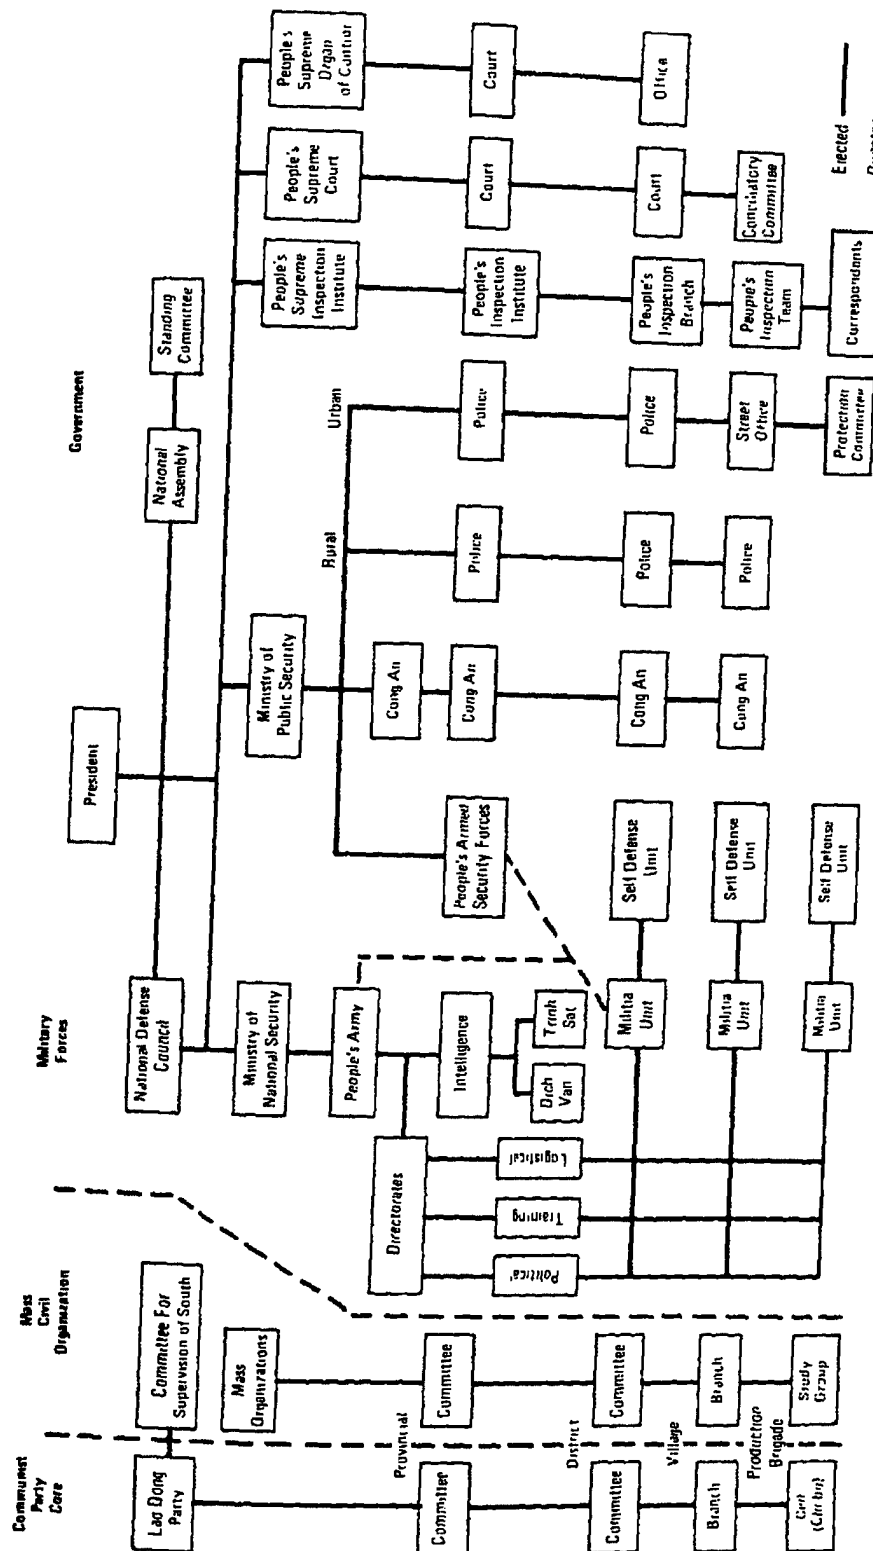 Communist
Party
Core
Mass
Civil
Organization
Military
Forces
Government
President
Lao Dong
Party
Committee For
Supervision of South
National Defense
Council
National
Assembly
Standing
Committee
Mass
Organizations
Ministry of
National Security
Ministry of
Public Security
People's
Supreme
Inspection
Institute
People's
Supreme
Court
People's
Supreme
Organ
of Control
People's Army
Rural
Urban
Directorates
Intelligence
Cong An
Provincial
Committee
Committee
People's Armed
Security Forces
Cong An
Police
Police
People's
Inspection
Institute
Court
Court
Political
Training
Logistical
Dich
Van
Trinh
Sat
District
Committee
Committee
Militia
Unit
Self Defense
Unit
Cong An
Police
Police
People's
Inspection
Branch
Court
Office
Village
Branch
Branch
Militia
Unit
Self Defense
Unit
Cong An
Police
Street
Office
People's
Inspection
Team
Conciliatory
Committee
Production
Brigade
Cell
(Chi bo)
Study
Group
Militia
Unit
Self Defense
Unit
Protection
Committee
Correspondants
Elected